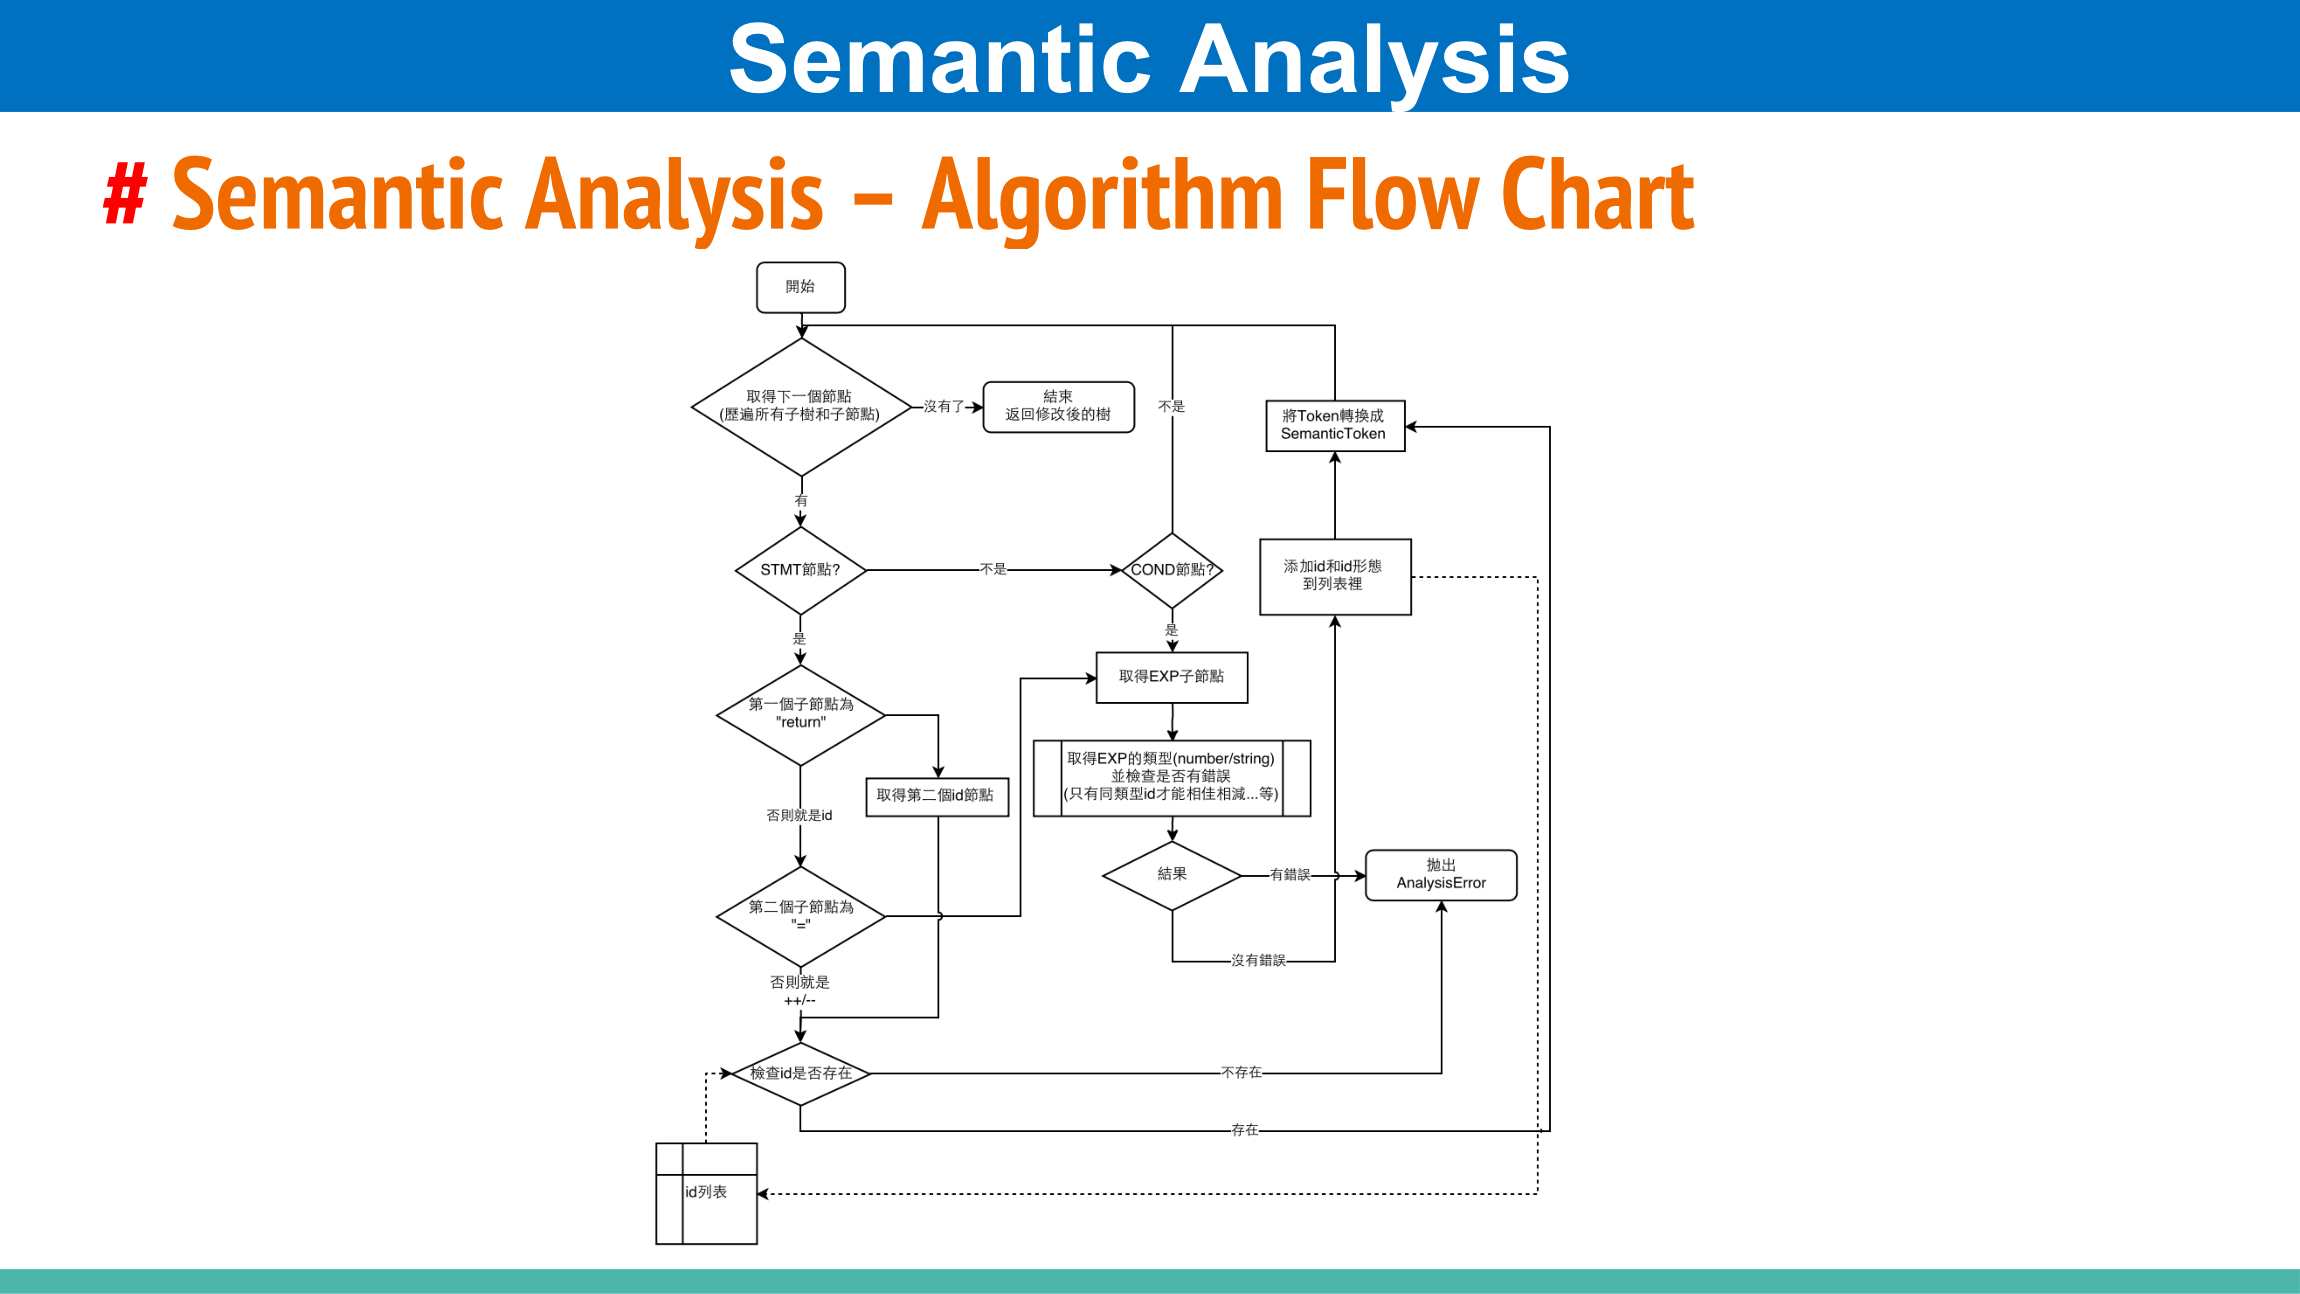 Semantic Analysis
# Semantic Analysis – Algorithm Flow Chart
開始
取得下一個節點
(歷遍所有子樹和子節點)
沒有了
結束
返回修改後的樹
不是
將Token轉換成
SemanticToken
有
STMT節點?
不是
COND節點?
添加id和id形態
到列表裡
是
是
取得EXP子節點
第一個子節點為
"return"
取得EXP的類型(number/string)
並檢查是否有錯誤
(只有同類型id才能相佳相減...等)
取得第二個id節點
否則就是id
結果
有錯誤
拋出
AnalysisError
第二個子節點為
"="
沒有錯誤
否則就是
++/--
檢查id是否存在
不存在
存在
id列表